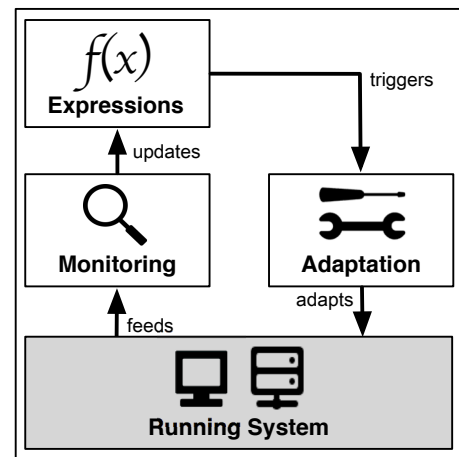 f(x)
Expressions
triggers
updates
Monitoring
Adaptation
feeds
adapts
Running System